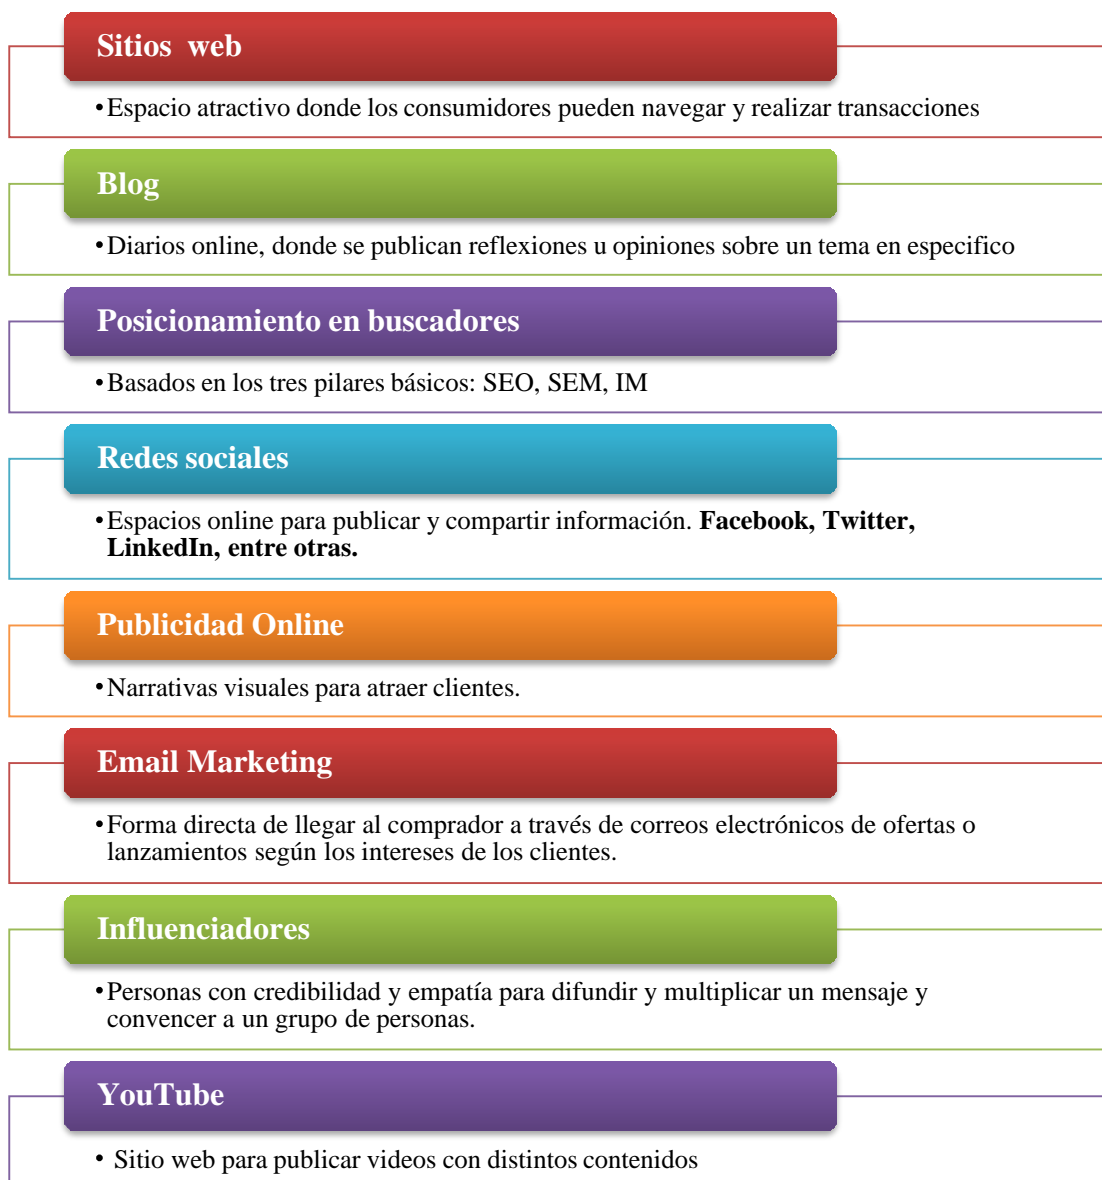 Sitios  web
•Espacio atractivo donde los consumidores pueden navegar y realizar transacciones
Blog
•Diarios online, donde se publican reflexiones u opiniones sobre un tema en especifico
Posicionamiento en buscadores
•Basados en los tres pilares básicos: SEO, SEM, IM
Redes sociales
•Espacios online para publicar y compartir información. Facebook, Twitter,
LinkedIn, entre otras.
Publicidad Online
•Narrativas visuales para atraer clientes.
Email Marketing
•Forma directa de llegar al comprador a través de correos electrónicos de ofertas o
lanzamientos según los intereses de los clientes.
Influenciadores
•Personas con credibilidad y empatía para difundir y multiplicar un mensaje y
convencer a un grupo de personas.
YouTube
• Sitio web para publicar videos con distintos contenidos